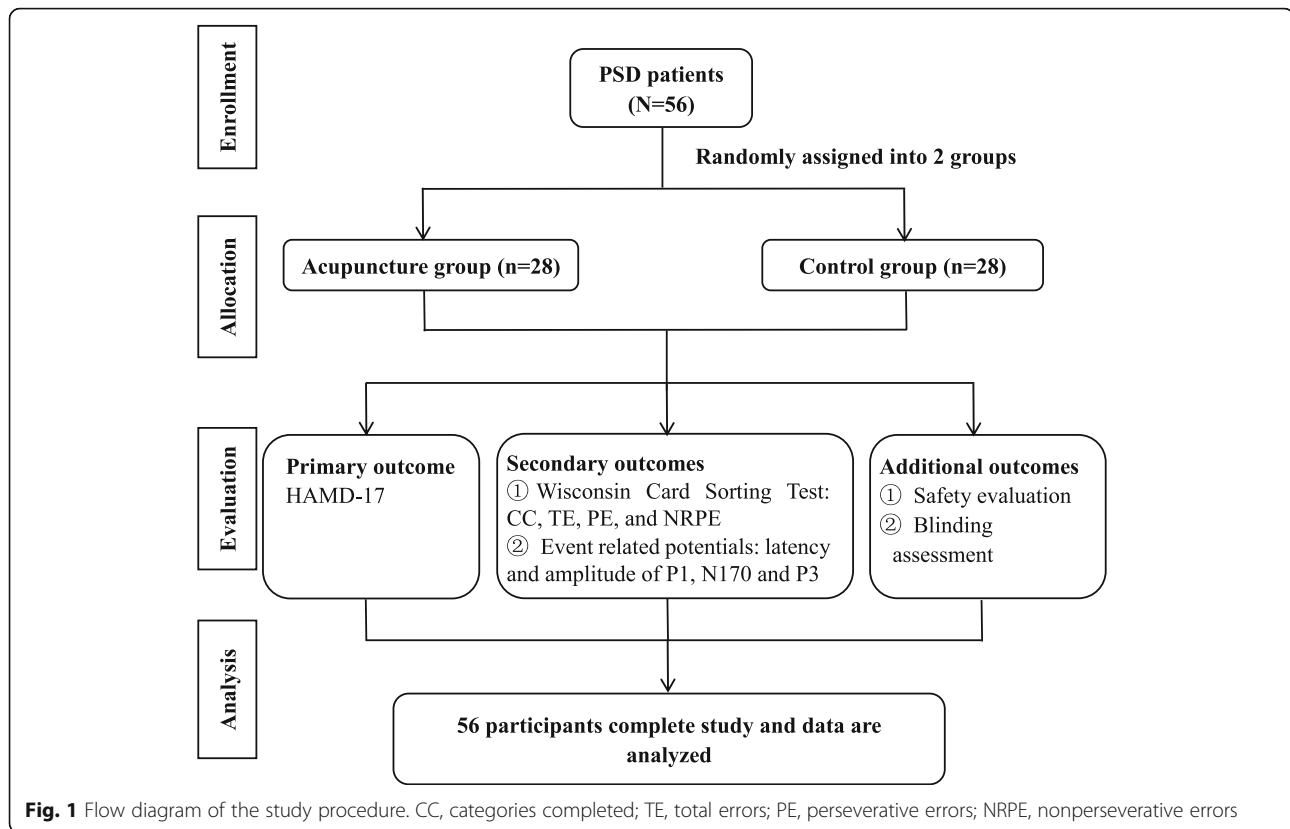 Enrollment
PSD patients
(N=56)
Randomly assigned into 2 groups
Allocation
Acupuncture group (n=28)
Control group (n=28)
Evaluation
Primary outcome
HAMD-17
Secondary outcomes
① Wisconsin Card Sorting Test:
CC, TE, PE, and NRPE
② Event related potentials: latency
and amplitude of P1, N170 and P3
Additional outcomes
① Safety evaluation
② Blinding
assessment
Analysis
56 participants complete study and data are
analyzed
Fig. 1 Flow diagram of the study procedure. CC, categories completed; TE, total errors; PE, perseverative errors; NRPE, nonperseverative errors